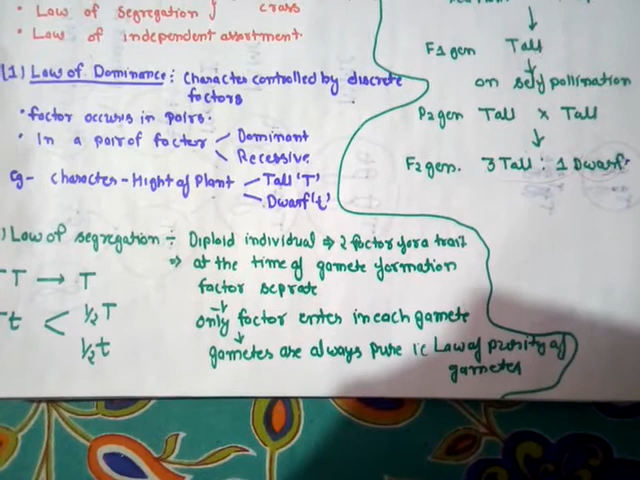 • Law of segregation } cross
• Law of independent assortment.
(1) Law of Dominance: Character controlled by discrete
factors
• factor occurs in pairs.
• In a pair of factor < Dominant
Recessive
eg- character - Hight of Plant < Tall 'T'
Dwarf 't'
) Law of segregation ÷ Diploid individual ⇒ 2 factor for a trait
⇒ at the time of gamete formation
factor seprate
T → T
t < ½T
½t
only factor enters in each gamete
gametes are always pure ie Law of purity of
gametes
F1 gen Tall
on self pollination
P2 gen Tall x Tall
F2 gen. 3 Tall : 1 Dwarf